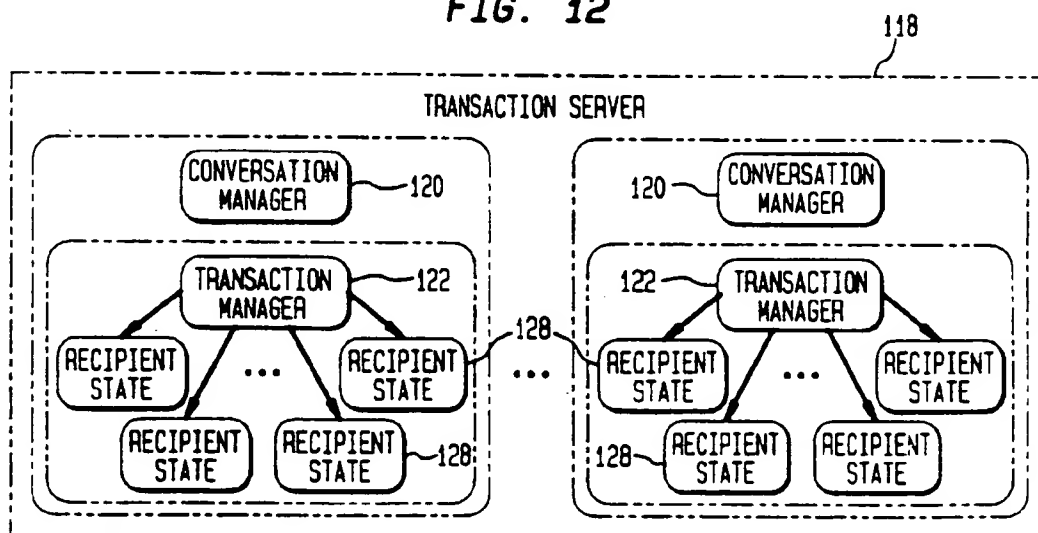 FIG. 12
118
TRANSACTION SERVER
CONVERSATION
MANAGER
120
120
CONVERSATION
MANAGER
TRANSACTION
MANAGER
122
122
TRANSACTION
MANAGER
RECIPIENT
STATE
...
RECIPIENT
STATE
128
...
RECIPIENT
STATE
...
RECIPIENT
STATE
RECIPIENT
STATE
RECIPIENT
STATE
128
128
RECIPIENT
STATE
RECIPIENT
STATE